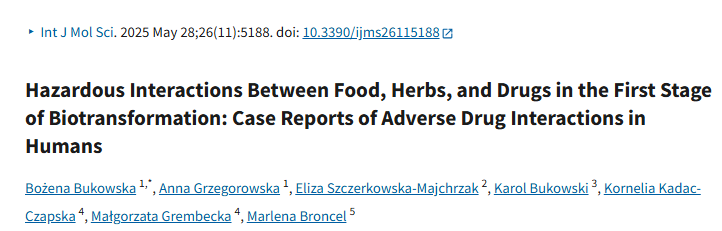 ‣ Int J Mol Sci. 2025 May 28;26(11):5188. doi: 10.3390/ijms26115188
Hazardous Interactions Between Food, Herbs, and Drugs in the First Stage
of Biotransformation: Case Reports of Adverse Drug Interactions in
Humans
Bożena Bukowska 1,*, Anna Grzegorowska 1, Eliza Szczerkowska-Majchrzak 2, Karol Bukowski 3, Kornelia Kadac-
Czapska 4, Małgorzata Grembecka 4, Marlena Broncel 5